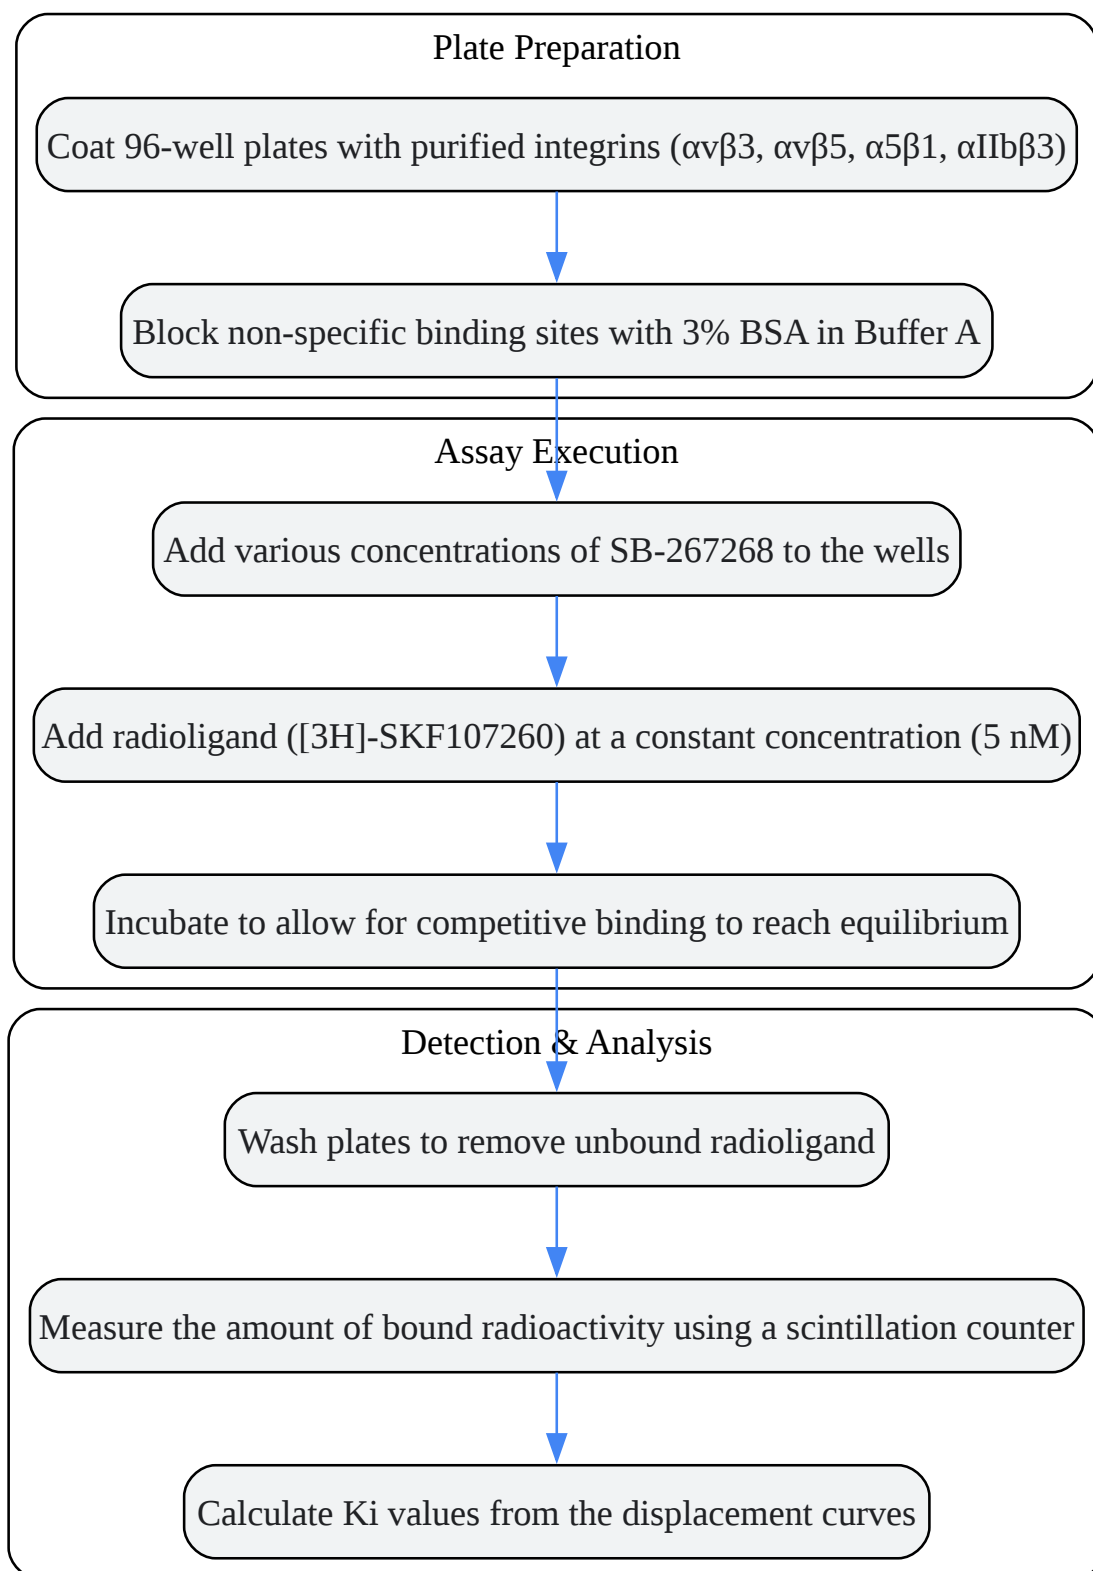 Plate Preparation
Coat 96-well plates with purified integrins (αvβ3, αvβ5, α5β1, αIIbβ3)
Block non-specific binding sites with 3% BSA in Buffer A
Assay Execution
Add various concentrations of SB-267268 to the wells
Add radioligand ([3H]-SKF107260) at a constant concentration (5 nM)
Incubate to allow for competitive binding to reach equilibrium
Detection & Analysis
Wash plates to remove unbound radioligand
Measure the amount of bound radioactivity using a scintillation counter
Calculate Ki values from the displacement curves